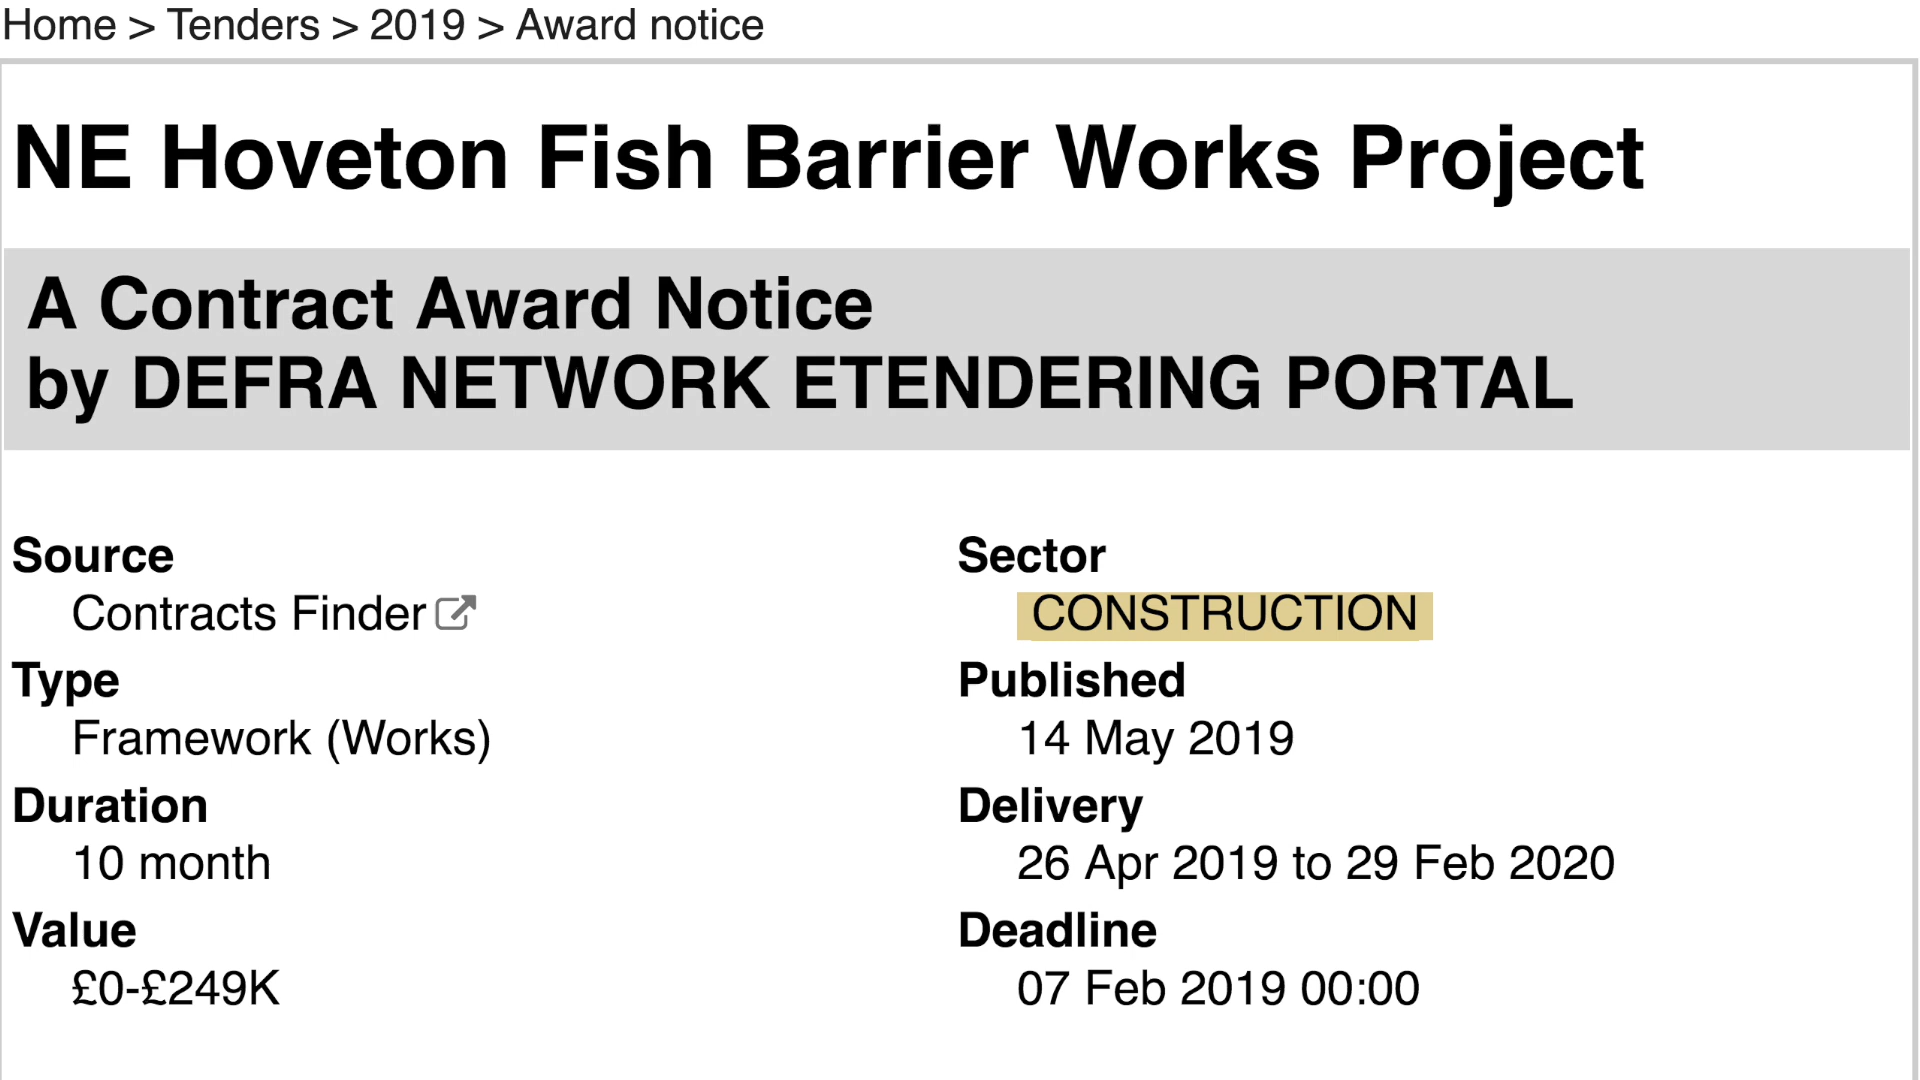 Home > Tenders > 2019 > Award notice
NE Hoveton Fish Barrier Works Project
A Contract Award Notice
by DEFRA NETWORK ETENDERING PORTAL
Source
Contracts Finder
Type
Framework (Works)
Duration
10 month
Value
£0-£249K
Sector
CONSTRUCTION
Published
14 May 2019
Delivery
26 Apr 2019 to 29 Feb 2020
Deadline
07 Feb 2019 00:00